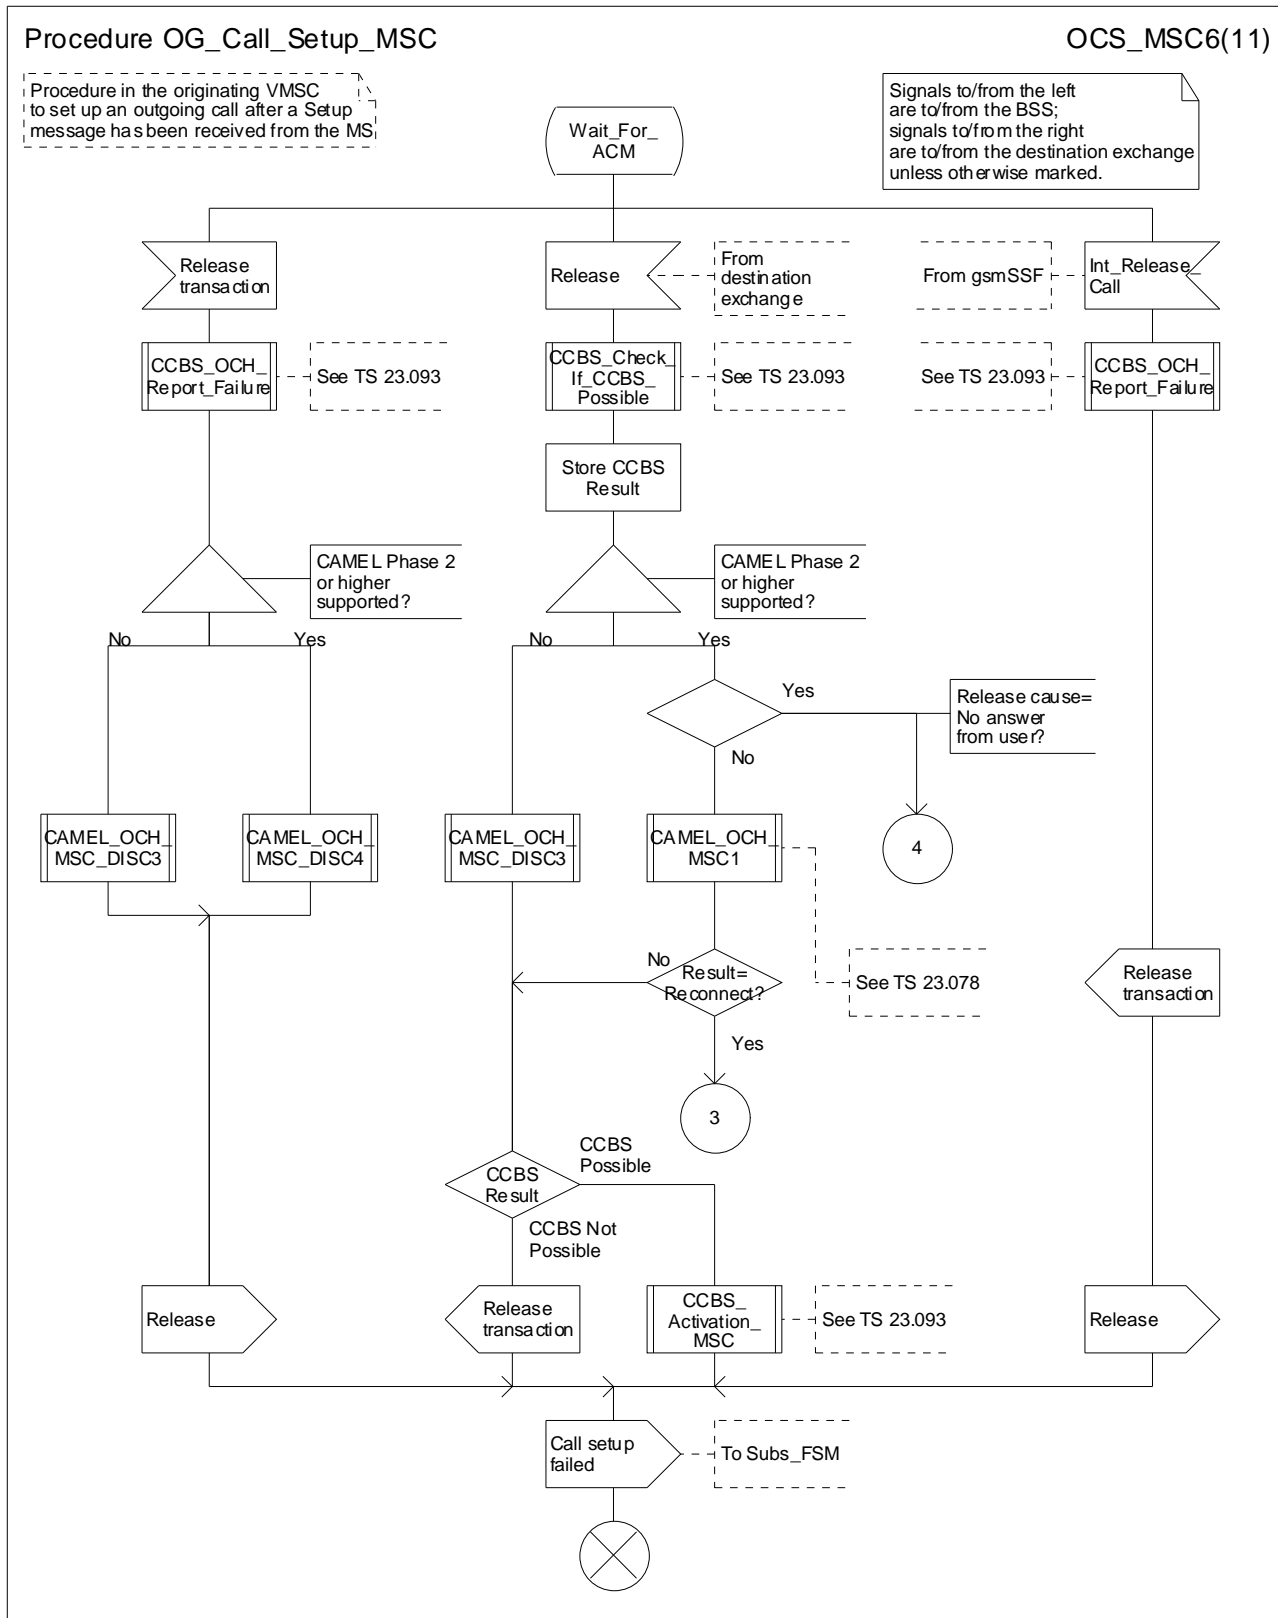 Procedure OG_Call_Setup_MSC
OCS_MSC6(11)
Procedure in the originating VMSC
to set up an outgoing call after a Setup
message has been received from the MS
Signals to/from the left
are to/from the BSS;
signals to/from the right
are to/from the destination exchange
unless otherwise marked.
Wait_For_
ACM
Release
transaction
Release
From
destination
exchange
From gsmSSF
Int_Release_
Call
CCBS_OCH_
Report_Failure
See TS 23.093
CCBS_Check_
If_CCBS_
Possible
See TS 23.093
See TS 23.093
CCBS_OCH_
Report_Failure
Store CCBS
Result
CAMEL Phase 2
or higher
supported?
CAMEL Phase 2
or higher
supported?
No
Yes
No
Yes
Yes
Release cause=
No answer
from user?
No
CAMEL_OCH_
MSC_DISC3
CAMEL_OCH_
MSC_DISC4
CAMEL_OCH_
MSC_DISC3
CAMEL_OCH_
MSC1
4
No
Result=
Reconnect?
See TS 23.078
Release
transaction
Yes
3
CCBS
Possible
CCBS
Result
CCBS Not
Possible
Release
Release
transaction
CCBS_
Activation_
MSC
See TS 23.093
Release
Call setup
failed
To Subs_FSM